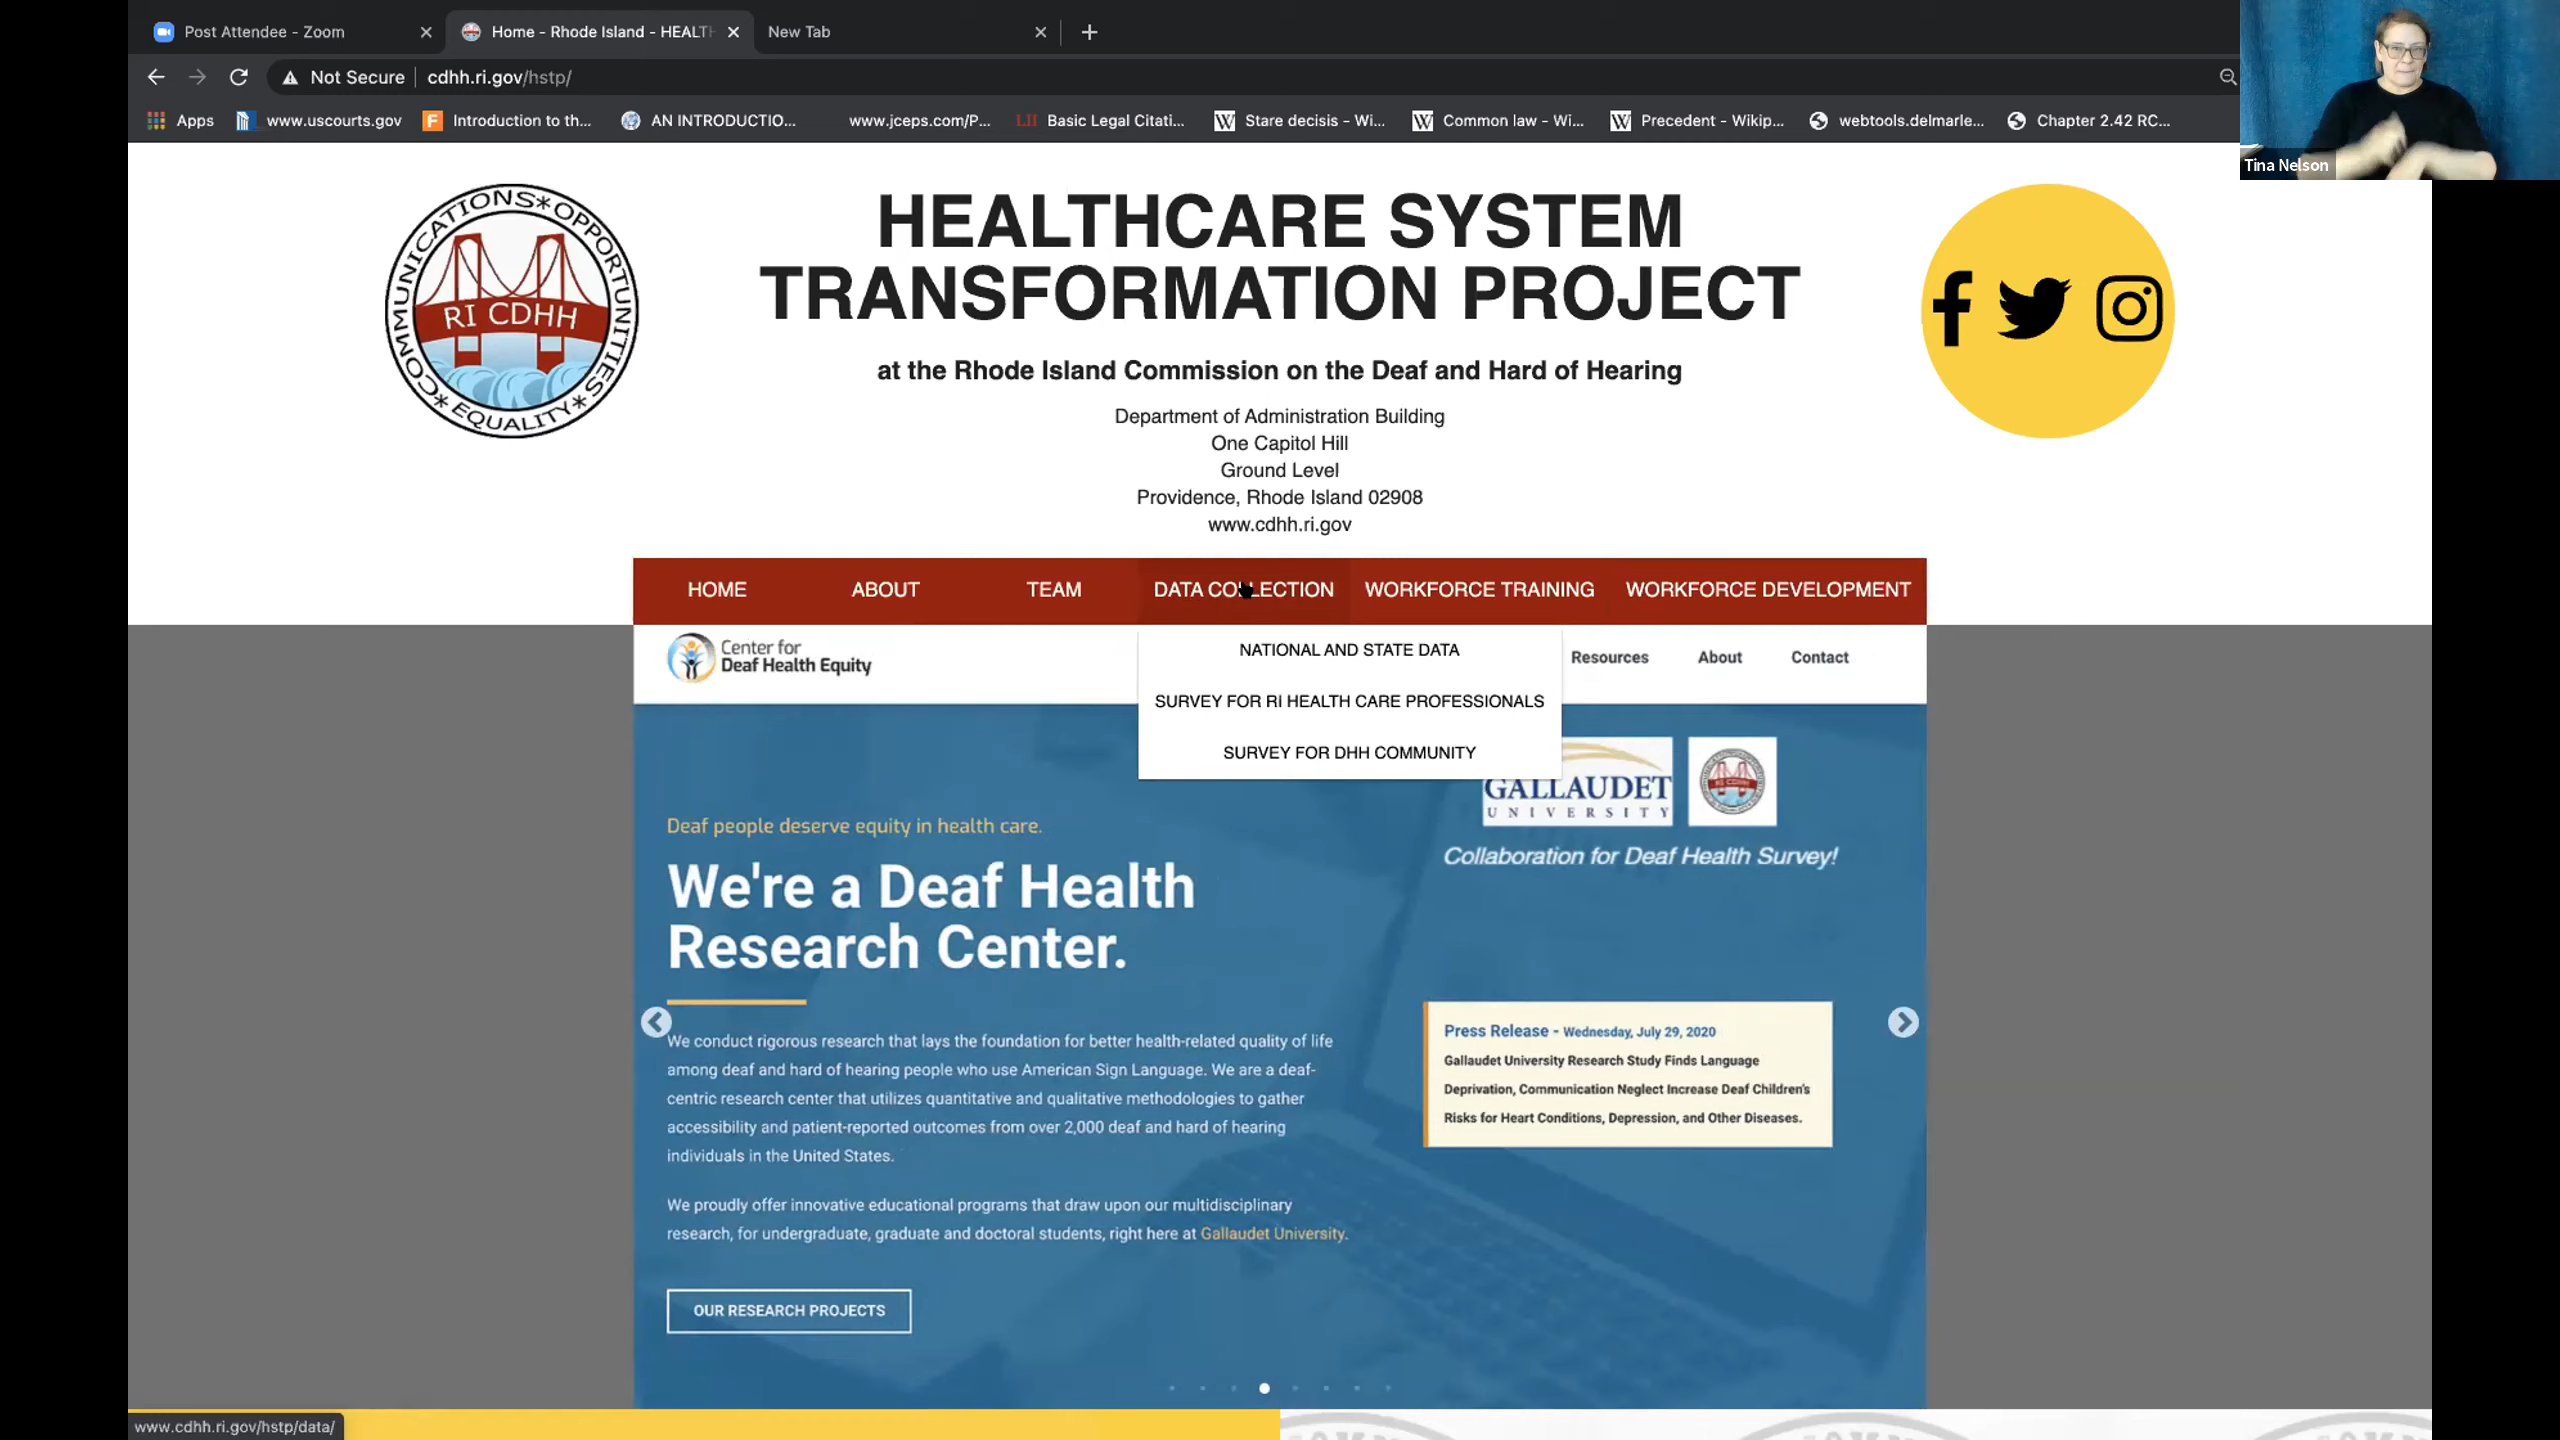 Post Attendee - Zoom
Home - Rhode Island - HEALTH
New Tab
Not Secure
cdhh.ri.gov/hstp/
Apps
www.uscourts.gov
Introduction to th...
AN INTRODUCTIO...
www.jceps.com/P...
LII
Basic Legal Citati...
Stare decisis - Wi...
Common law - Wi...
Precedent - Wikip...
webtools.delmarle...
Chapter 2.42 RC...
Tina Nelson
COMMUNICATIONS*OPPORTUNITIES*EQUALITY*
RI CDHH
HEALTHCARE SYSTEM
TRANSFORMATION PROJECT
at the Rhode Island Commission on the Deaf and Hard of Hearing
Department of Administration Building
One Capitol Hill
Ground Level
Providence, Rhode Island 02908
www.cdhh.ri.gov
HOME
ABOUT
TEAM
DATA COLLECTION
WORKFORCE TRAINING
WORKFORCE DEVELOPMENT
Center for
Deaf Health Equity
NATIONAL AND STATE DATA
SURVEY FOR RI HEALTH CARE PROFESSIONALS
SURVEY FOR DHH COMMUNITY
Resources
About
Contact
GALLAUDET
UNIVERSITY
RI CDHH
Collaboration for Deaf Health Survey!
Deaf people deserve equity in health care.
We're a Deaf Health
Research Center.
We conduct rigorous research that lays the foundation for better health-related quality of life
among deaf and hard of hearing people who use American Sign Language. We are a deaf-
centric research center that utilizes quantitative and qualitative methodologies to gather
accessibility and patient-reported outcomes from over 2,000 deaf and hard of hearing
individuals in the United States.
We proudly offer innovative educational programs that draw upon our multidisciplinary
research, for undergraduate, graduate and doctoral students, right here at Gallaudet University.
OUR RESEARCH PROJECTS
Press Release - Wednesday, July 29, 2020
Gallaudet University Research Study Finds Language
Deprivation, Communication Neglect Increase Deaf Children's
Risks for Heart Conditions, Depression, and Other Diseases.
www.cdhh.ri.gov/hstp/data/